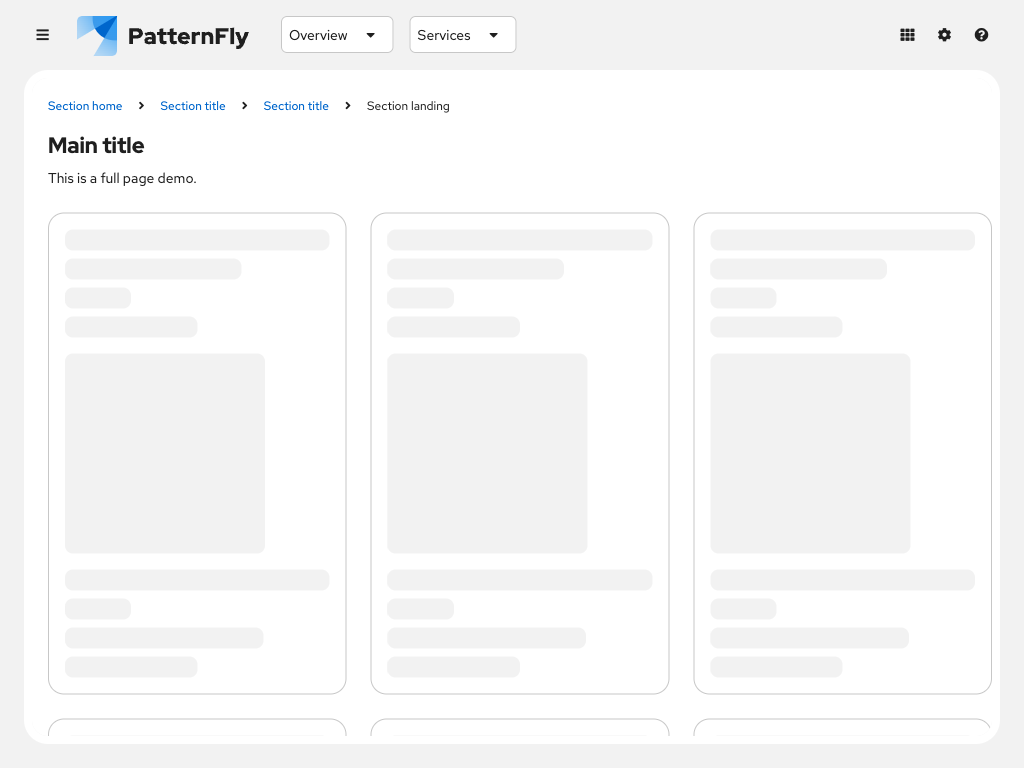 PatternFly Overview Services
Section home Section title Section title Section landing
Main title
This is a full page demo.